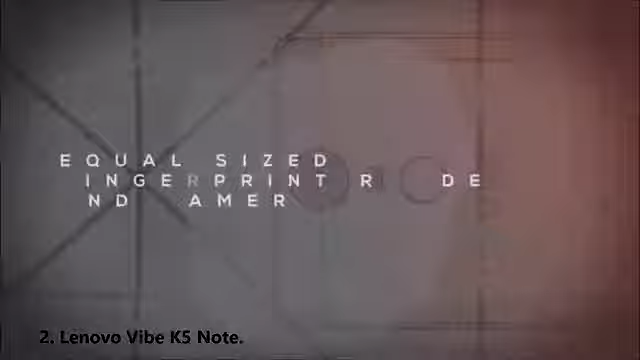 EQUAL SIZED
INGERPRINT R DE
ND AMER
2. Lenovo Vibe K5 Note.